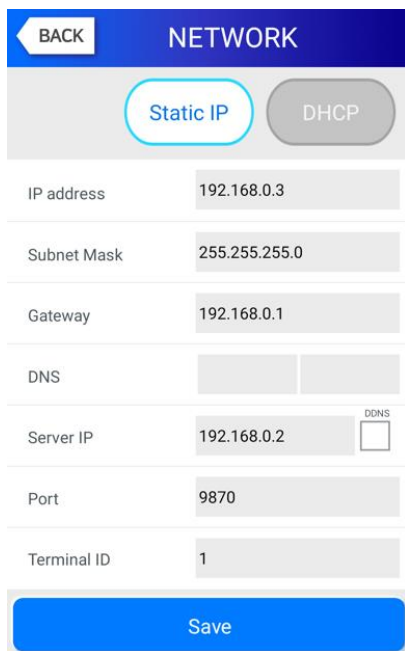 BACK NETWORK
Static IP DHCP
IP address 192.168.0.3
Subnet Mask 255.255.255.0
Gateway 192.168.0.1
DNS
DDNS
Server IP 192.168.0.2
Port 9870
Terminal ID 1
Save